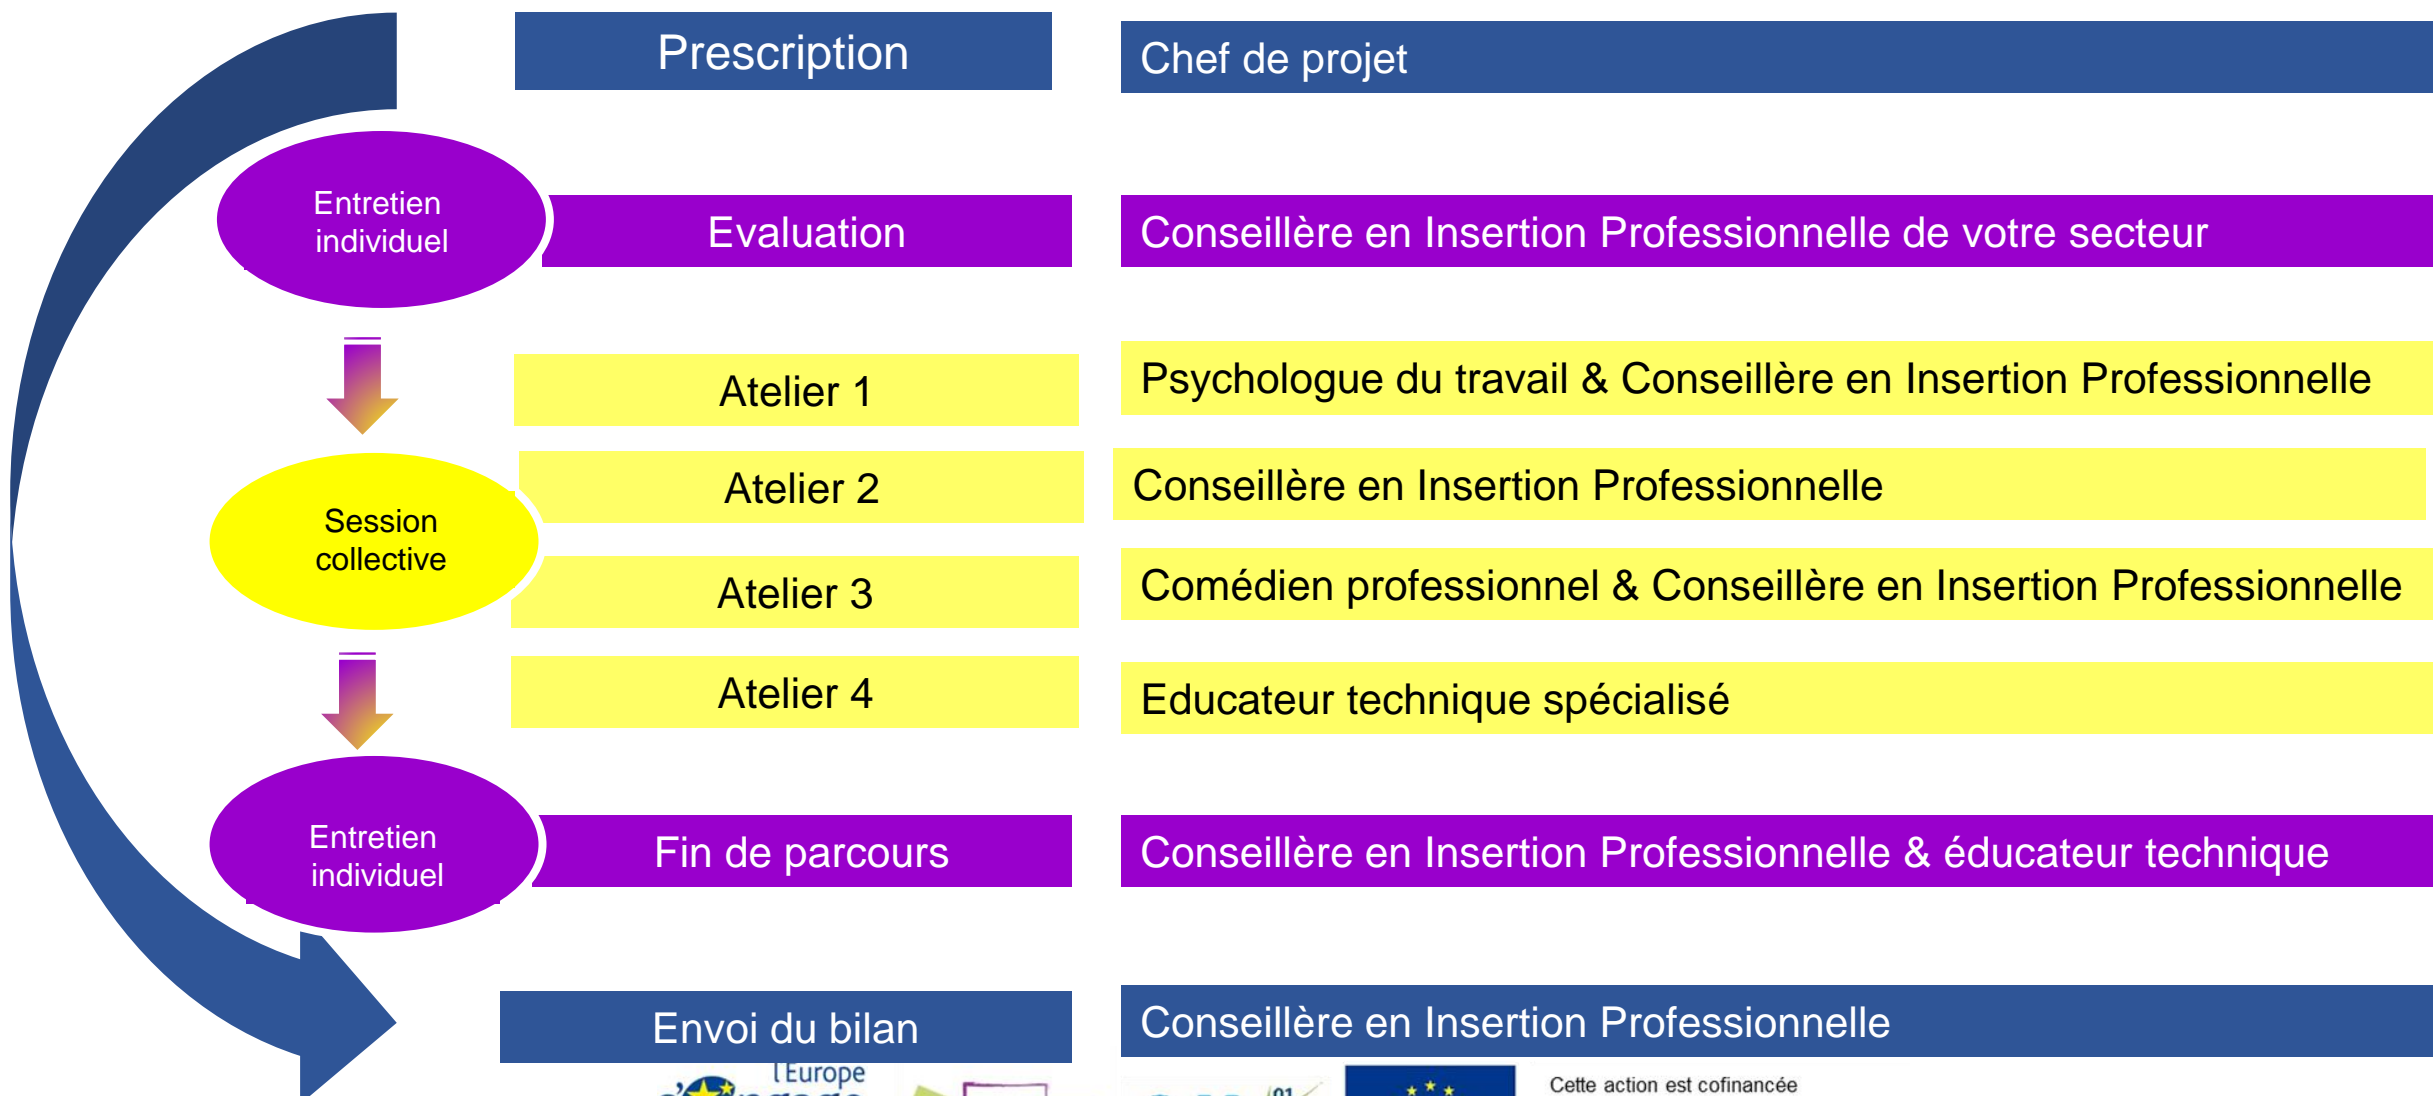 Prescription
Chef de projet
Entretien
individuel
Evaluation
Conseillère en Insertion Professionnelle de votre secteur
Atelier 1
Psychologue du travail & Conseillère en Insertion Professionnelle
Atelier 2
Conseillère en Insertion Professionnelle
Session
collective
Atelier 3
Comédien professionnel & Conseillère en Insertion Professionnelle
Atelier 4
Educateur technique spécialisé
Entretien
individuel
Fin de parcours
Conseillère en Insertion Professionnelle & éducateur technique
Envoi du bilan
Conseillère en Insertion Professionnelle
l'Europe
Cette action est cofinancée